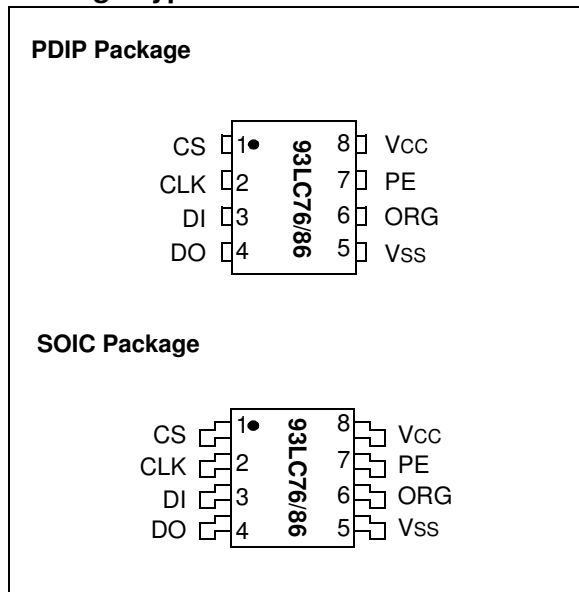 PDIP Package
CS 1 8 VCC
CLK 2 7 PE
DI 3 6 ORG
DO 4 5 VSS
93LC76/86
SOIC Package
CS 1 8 VCC
CLK 2 7 PE
DI 3 6 ORG
DO 4 5 VSS
93LC76/86